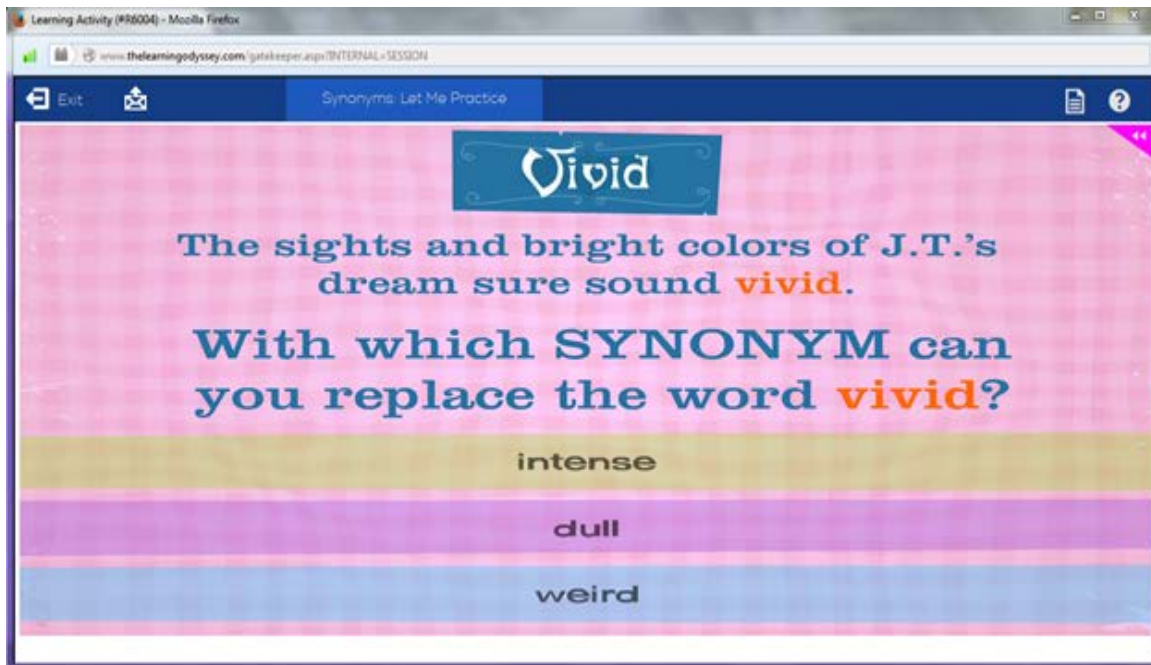 Learning Activity (#R6004) - Mozilla Firefox
www.thelearningodyssey.com/gatekeeper.aspx?INTERNAL=SESSION
Exit
Synonyms: Let Me Practice
Vivid
The sights and bright colors of J.T.'s
dream sure sound vivid.
With which SYNONYM can
you replace the word vivid?
intense
dull
weird